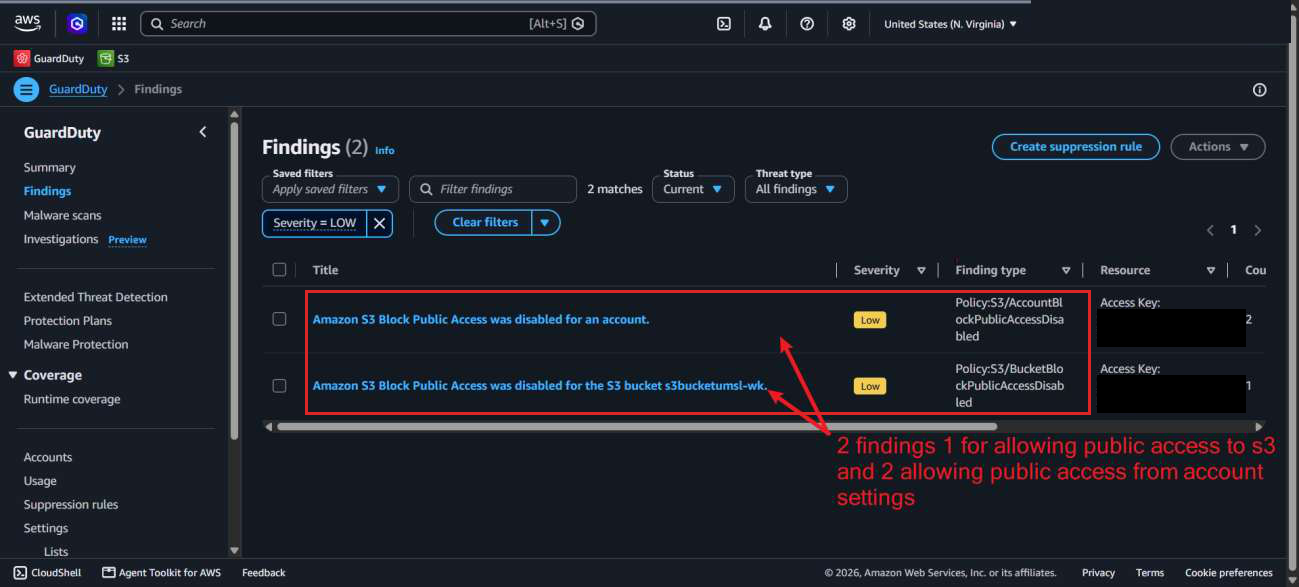 aws
Search [Alt+S]
United States (N. Virginia)
GuardDuty S3
GuardDuty > Findings
GuardDuty
Summary
Findings
Malware scans
Investigations Preview
Extended Threat Detection
Protection Plans
Malware Protection
Coverage
Runtime coverage
Accounts
Usage
Suppression rules
Settings
Lists
Findings (2) Info
Create suppression rule
Actions
Saved filters
Apply saved filters
Filter findings
2 matches
Status
Current
Threat type
All findings
Severity = LOW
Clear filters
1
Title Severity Finding type Resource Cou
Amazon S3 Block Public Access was disabled for an account.
Low
Policy:S3/AccountBl
ockPublicAccessDisa
bled
Access Key:
2
Amazon S3 Block Public Access was disabled for the S3 bucket s3bucketumsl-wk.
Low
Policy:S3/BucketBlo
ckPublicAccessDisab
led
Access Key:
1
2 findings 1 for allowing public access to s3
and 2 allowing public access from account
settings
CloudShell Agent Toolkit for AWS Feedback
© 2026, Amazon Web Services, Inc. or its affiliates. Privacy Terms Cookie preferences